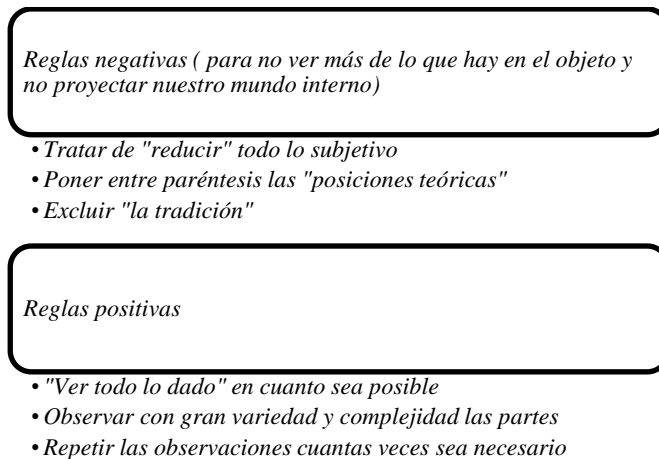 Reglas negativas ( para no ver más de lo que hay en el objeto y
no proyectar nuestro mundo interno)
• Tratar de "reducir" todo lo subjetivo
• Poner entre paréntesis las "posiciones teóricas"
• Excluir "la tradición"
Reglas positivas
• "Ver todo lo dado" en cuanto sea posible
• Observar con gran variedad y complejidad las partes
• Repetir las observaciones cuantas veces sea necesario